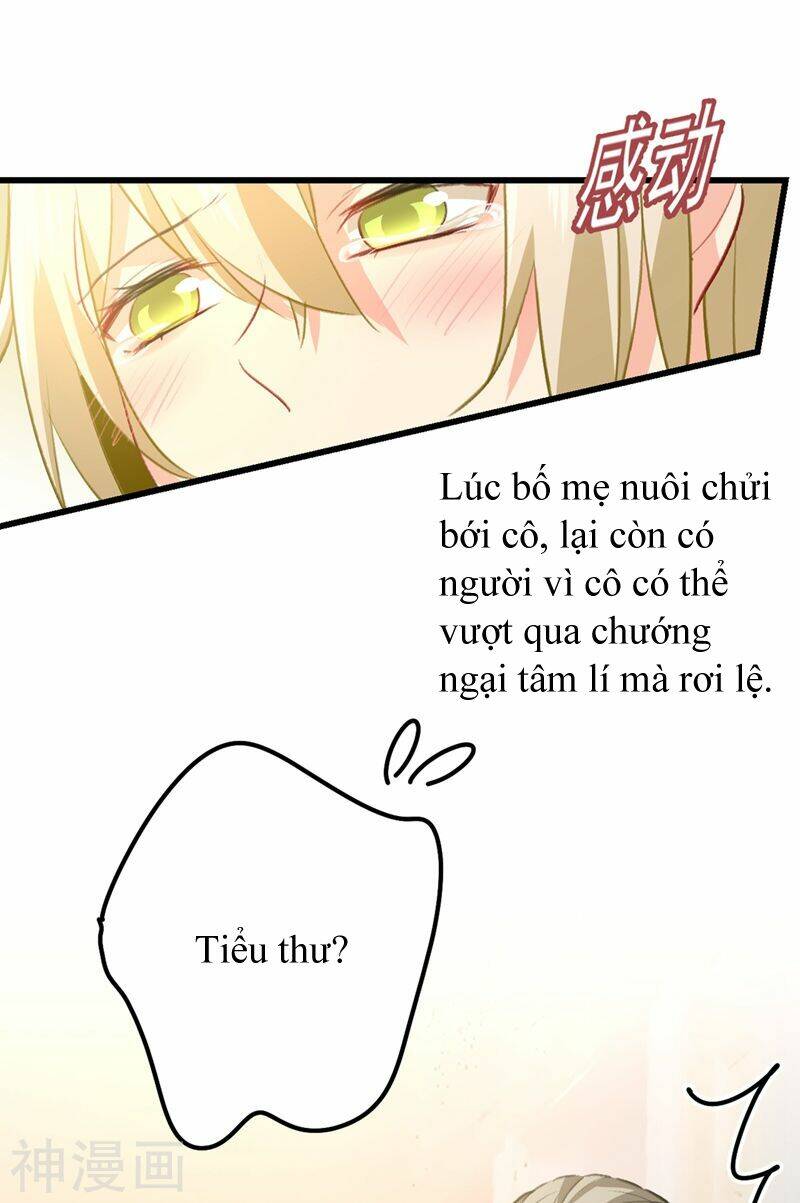 感动
Lúc bố mẹ nuôi chửi
bới cô, lại còn có
người vì cô có thể
vượt qua chướng
ngại tâm lí mà rơi lệ.
Tiểu thư?
神漫画